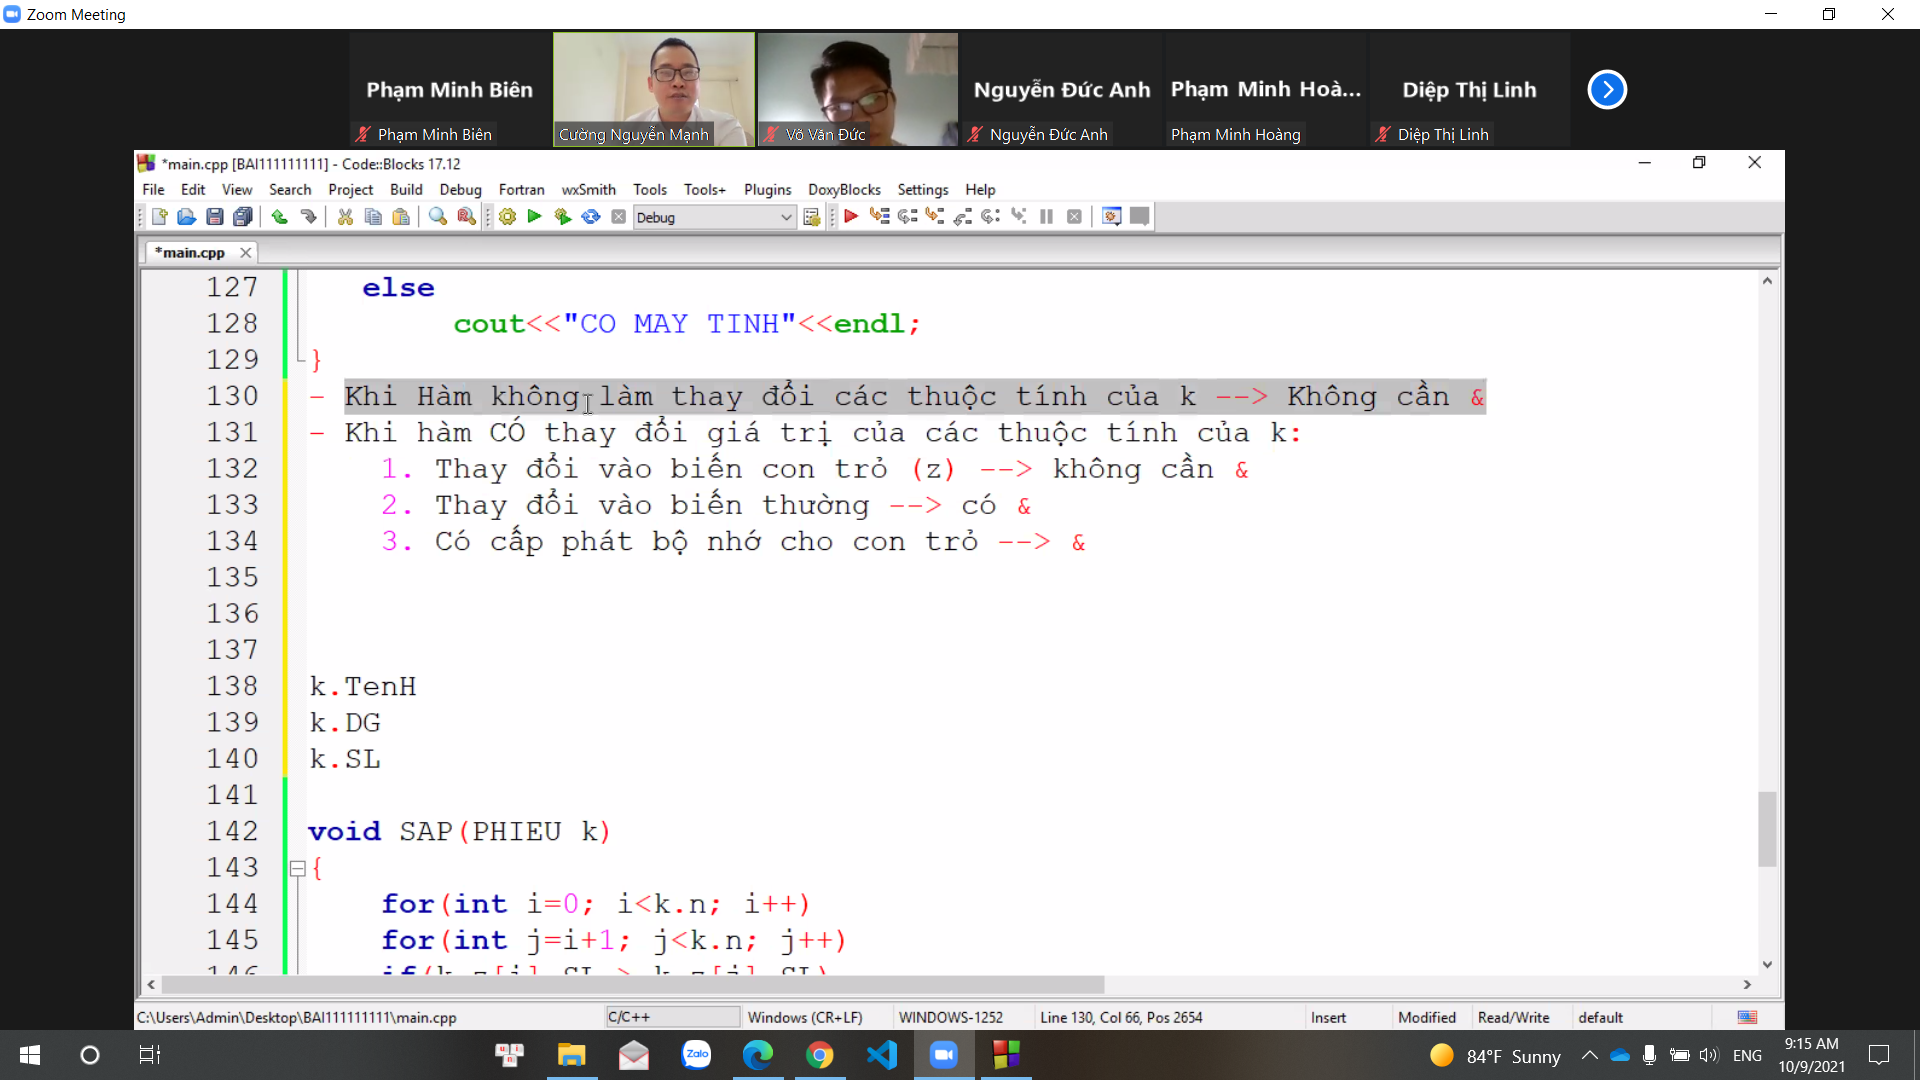 Zoom Meeting
Phạm Minh Biên
Nguyễn Đức Anh
Phạm Minh Hoà...
Diệp Thị Linh
Phạm Minh Biên
Cường Nguyễn Mạnh
Võ Văn Đức
Nguyễn Đức Anh
Phạm Minh Hoàng
Diệp Thị Linh
*main.cpp [BAI111111111] - Code::Blocks 17.12
File Edit View Search Project Build Debug Fortran wxSmith Tools Tools+ Plugins DoxyBlocks Settings Help
Debug
*main.cpp
127 else
128 cout<<"CO MAY TINH"<<endl;
129 }
130 - Khi Hàm không làm thay đổi các thuộc tính của k --> Không cần &
131 - Khi hàm CÓ thay đổi giá trị của các thuộc tính của k:
132 1. Thay đổi vào biến con trỏ (z) --> không cần &
133 2. Thay đổi vào biến thường --> có &
134 3. Có cấp phát bộ nhớ cho con trỏ --> &
135
136
137
138 k.TenH
139 k.DG
140 k.SL
141
142 void SAP(PHIEU k)
143 {
144 for(int i=0; i<k.n; i++)
145 for(int j=i+1; j<k.n; j++)
C:\Users\Admin\Desktop\BAI111111111\main.cpp C/C++ Windows (CR+LF) WINDOWS-1252 Line 130, Col 66, Pos 2654 Insert Modified Read/Write default
Zalo
84°F Sunny
ENG
9:15 AM
10/9/2021